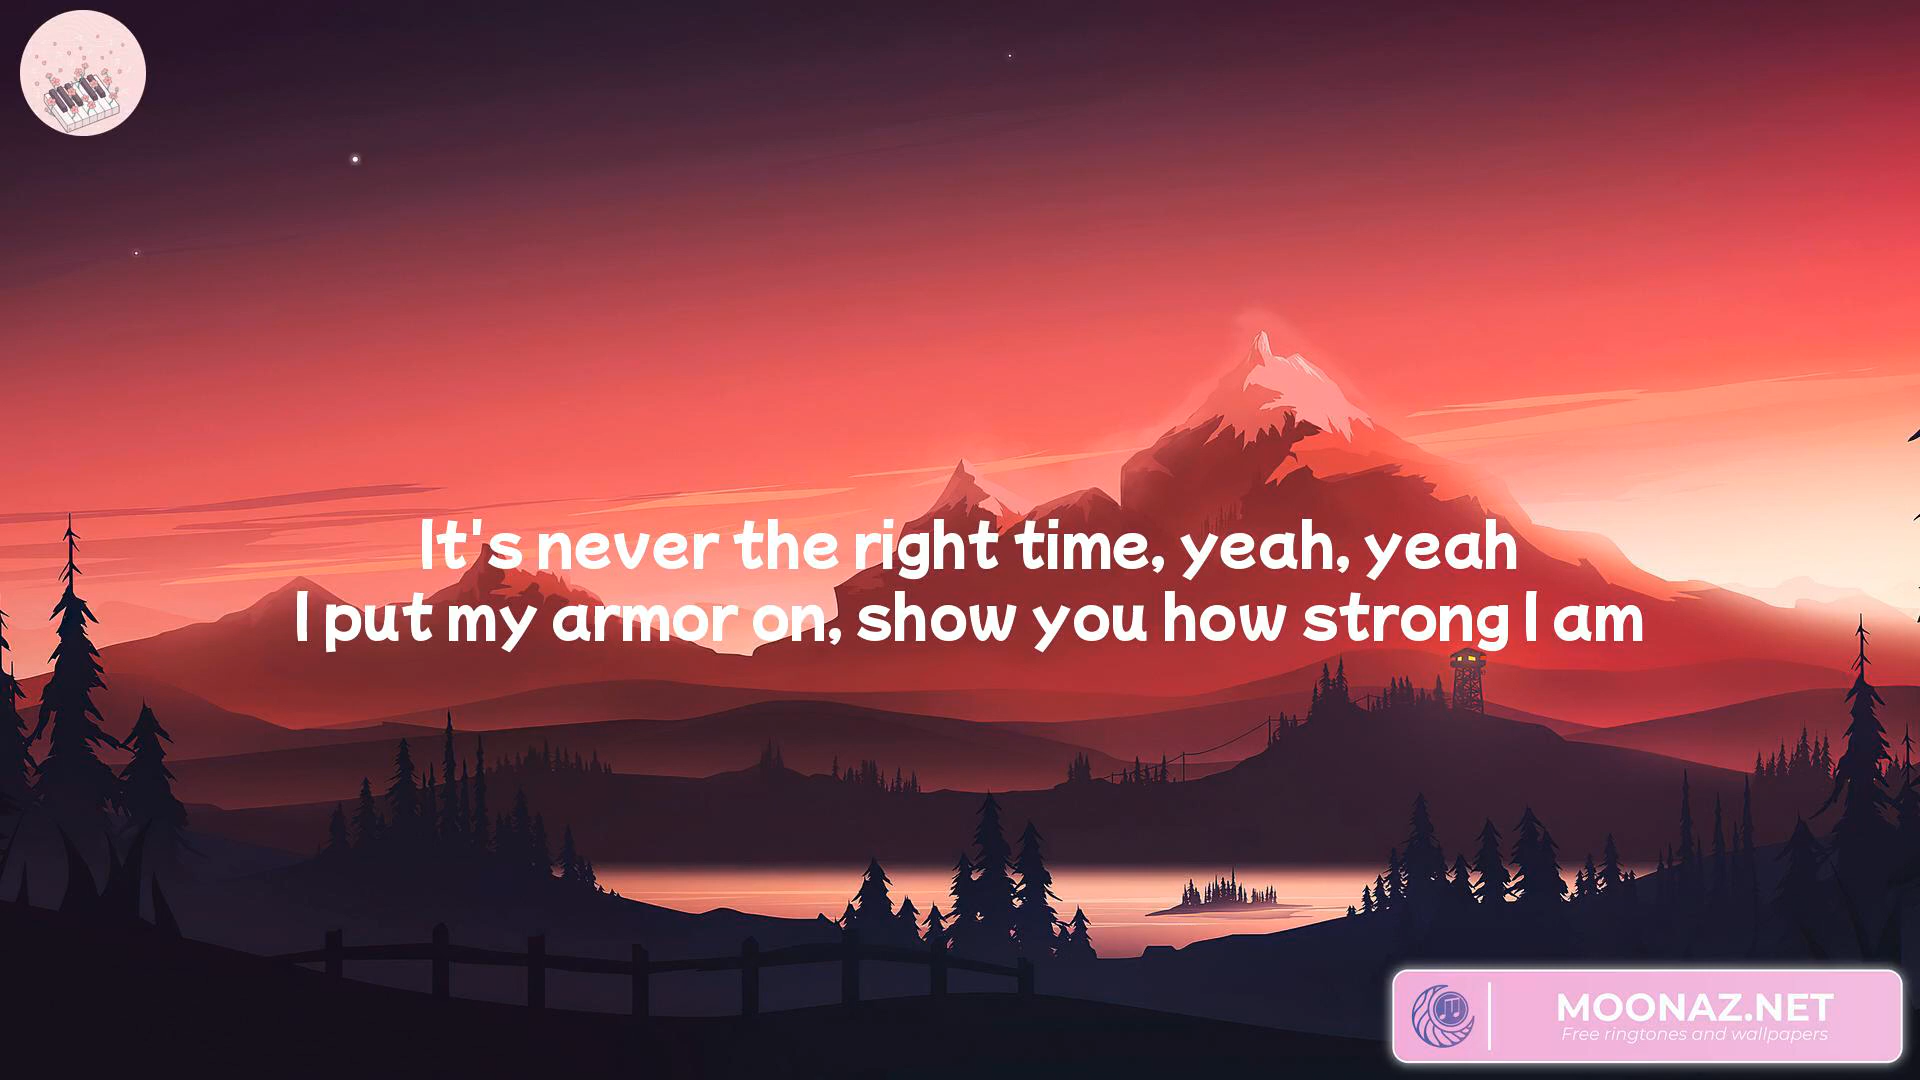 It's never the right time, yeah, yeah
I put my armor on, show you how strong I am
MOONAZ.NET
Free ringtones and wallpapers